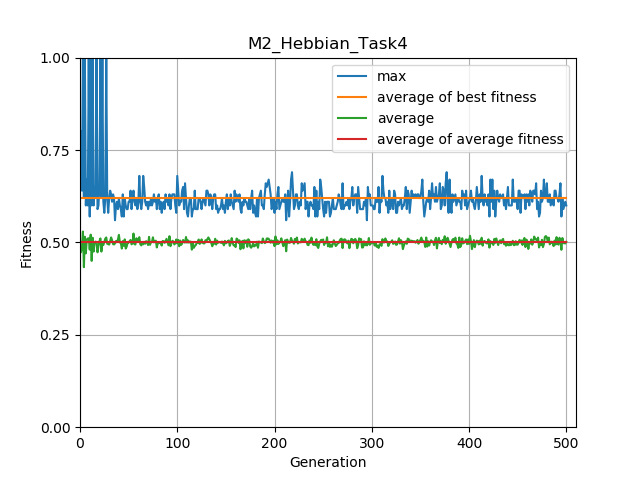 M2_Hebbian_Task4
1.00
0.75
0.50
0.25
0.00
Fitness
max
average of best fitness
average
average of average fitness
0 100 200 300 400 500
Generation